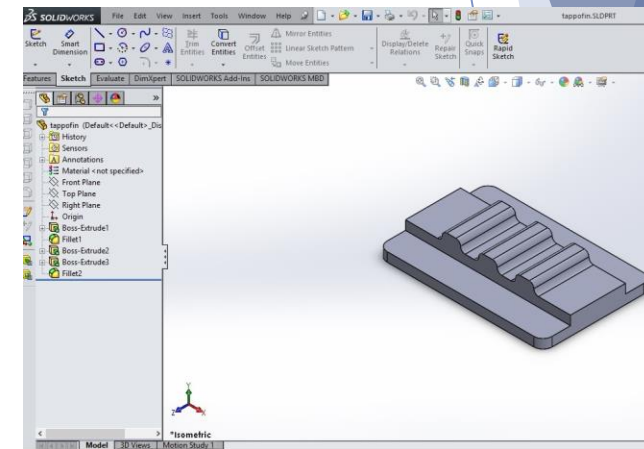 SOLIDWORKS File Edit View Insert Tools Window Help tappofin.SLDPRT
Sketch Smart Dimension Trim Entities Convert Entities Offset Entities Mirror Entities Linear Sketch Pattern Move Entities Display/Delete Relations Repair Sketch Quick Snaps Rapid Sketch
Features Sketch Evaluate DimXpert SOLIDWORKS Add-Ins SOLIDWORKS MBD
tappofin (Default<<Default>_Dis
History
Sensors
Annotations
Material <not specified>
Front Plane
Top Plane
Right Plane
Origin
Boss-Extrude1
Fillet1
Boss-Extrude2
Boss-Extrude3
Fillet2
Y
Z X
*Isometric
Model 3D Views Motion Study 1